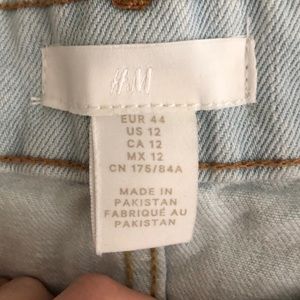 H&M
EUR 44
US 12
CA 12
MX 12
CN 175/84A
MADE IN
PAKISTAN
FABRIQUÉ AU
PAKISTAN